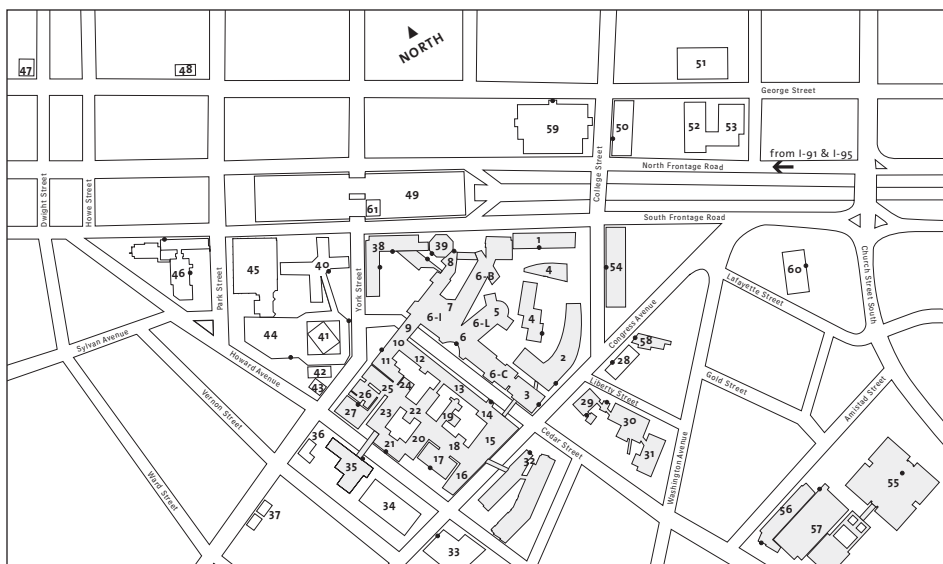 NORTH
47
48
51
George Street
59
50
52
53
from I-91 & I-95
North Frontage Road
College Street
Dwight Street
Howe Street
49
61
South Frontage Road
46
Park Street
45
40
York Street
38
39
8
1
6-B
4
54
60
Lafayette Street
Church Street South
7
6-I
5
6-L
4
Congress Avenue
44
41
9
6
2
58
Sylvan Avenue
Howard Avenue
10
11
12
6-C
28
Gold Street
42
43
24
13
3
Liberty Street
Amistad Street
Vernon Street
26
25
27
23
22
19
14
29
30
36
21
20
18
15
Cedar Street
31
Washington Avenue
35
17
16
32
55
Ward Street
34
37
56
57
33